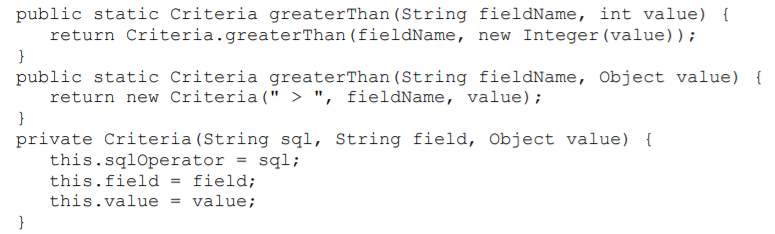 public static Criteria greaterThan(String fieldName, int value) {
   return Criteria.greaterThan(fieldName, new Integer(value));
}
public static Criteria greaterThan(String fieldName, Object value) {
   return new Criteria(" > ", fieldName, value);
}
private Criteria(String sql, String field, Object value) {
   this.sqlOperator = sql;
   this.field = field;
   this.value = value;
}